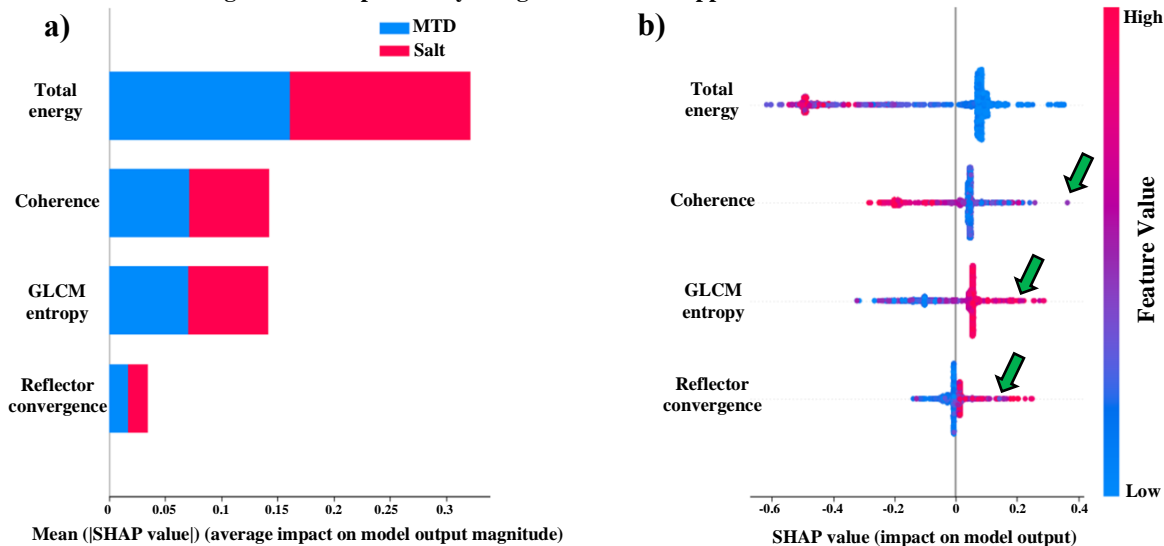 a)
MTD
Salt
Total
energy
Coherence
GLCM
entropy
Reflector
convergence
0
0.05
0.1
0.15
0.2
0.25
0.3
Mean (|SHAP value|) (average impact on model output magnitude)
b)
Total
energy
Coherence
GLCM
entropy
Reflector
convergence
-0.6
-0.4
-0.2
0
0.2
0.4
SHAP value (impact on model output)
High
Feature Value
Low